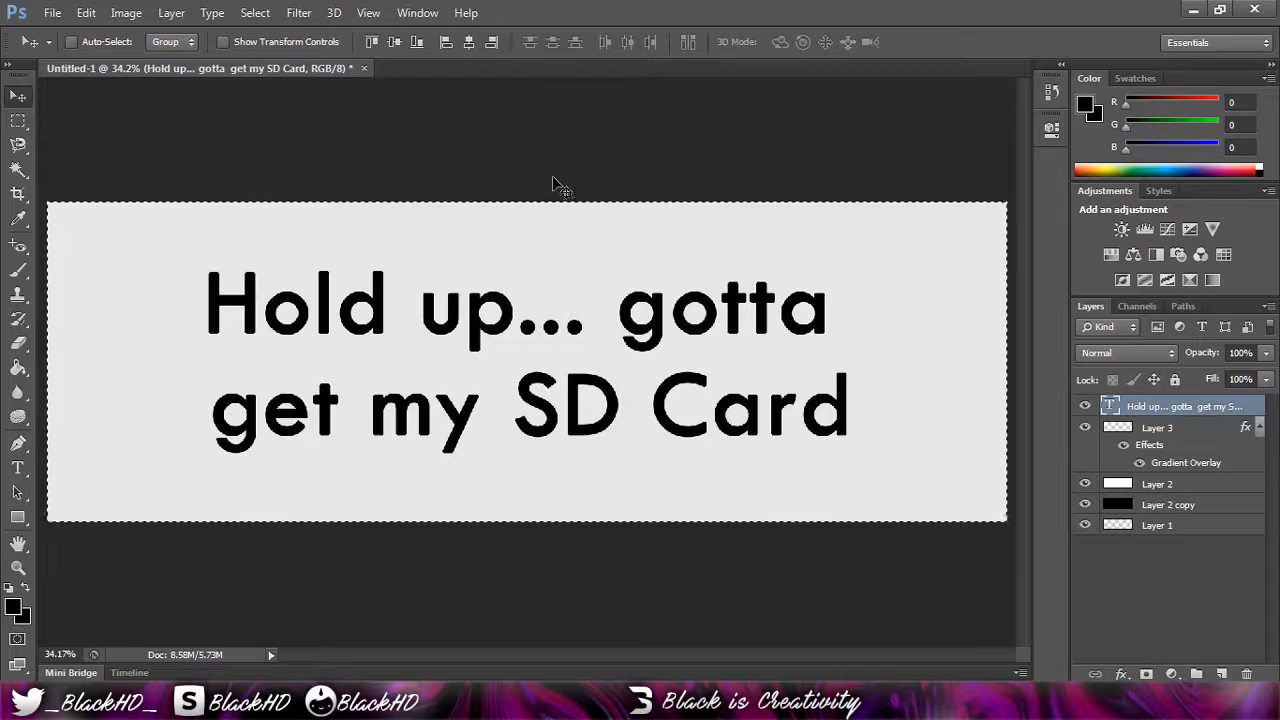 Ps File Edit Image Layer Type Select Filter 3D View Window Help
Auto-Select: Group Show Transform Controls 3D Mode: Essentials
Untitled-1 @ 34.2% (Hold up... gotta  get my SD Card, RGB/8) * ×
Color Swatches
R 0
G 0
B 0
Adjustments Styles
Add an adjustment
Hold up... gotta
get my SD Card
Layers Channels Paths
Kind
Normal Opacity: 100%
Lock: Fill: 100%
T Hold up... gotta  get my S...
Layer 3 fx
Effects
Gradient Overlay
Layer 2
Layer 2 copy
Layer 1
34.17% Doc: 8.58M/5.73M
Mini Bridge Timeline
_BlackHD_ BlackHD BlackHD Black is Creativity